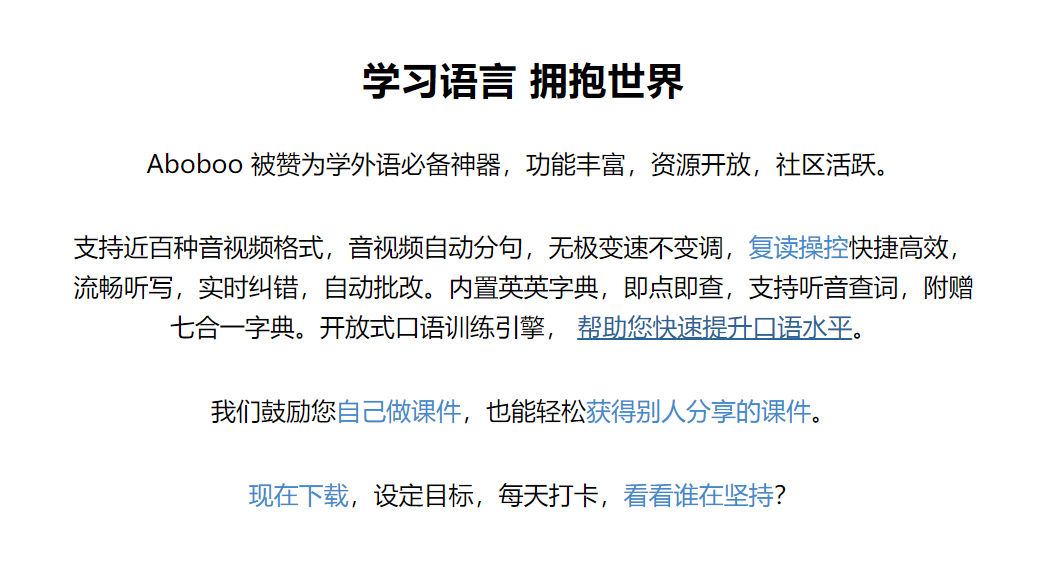 学习语言 拥抱世界
Aboboo 被赞为学外语必备神器，功能丰富，资源开放，社区活跃。
支持近百种音视频格式，音视频自动分句，无极变速不变调，复读操控快捷高效，
流畅听写，实时纠错，自动批改。内置英英字典，即点即查，支持听音查词，附赠
七合一字典。开放式口语训练引擎， 帮助您快速提升口语水平。
我们鼓励您自己做课件，也能轻松获得别人分享的课件。
现在下载，设定目标，每天打卡，看看谁在坚持？